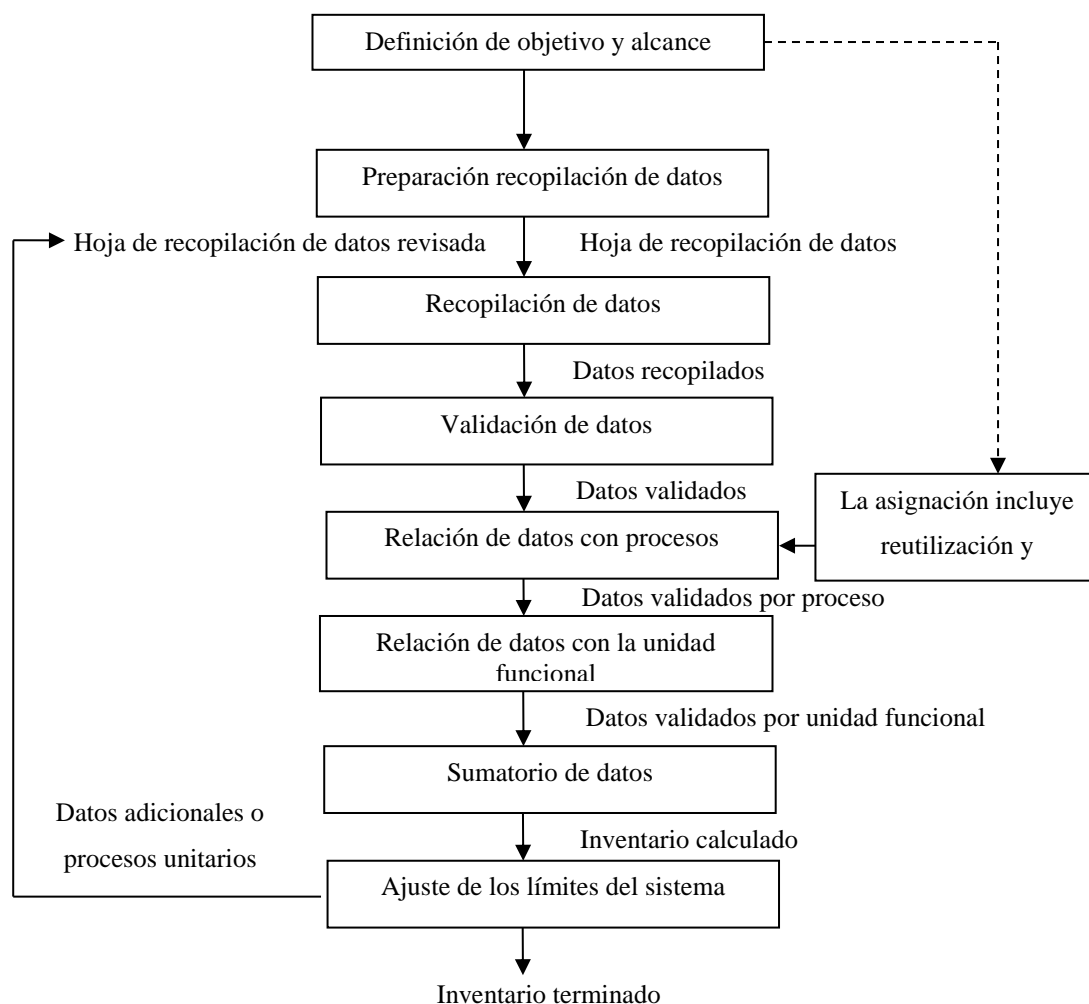 Definición de objetivo y alcance
Preparación recopilación de datos
Hoja de recopilación de datos revisada
Hoja de recopilación de datos
Recopilación de datos
Datos recopilados
Validación de datos
Datos validados
La asignación incluye
reutilización y
Relación de datos con procesos
Datos validados por proceso
Relación de datos con la unidad
funcional
Datos validados por unidad funcional
Sumatorio de datos
Datos adicionales o
procesos unitarios
Inventario calculado
Ajuste de los límites del sistema
Inventario terminado